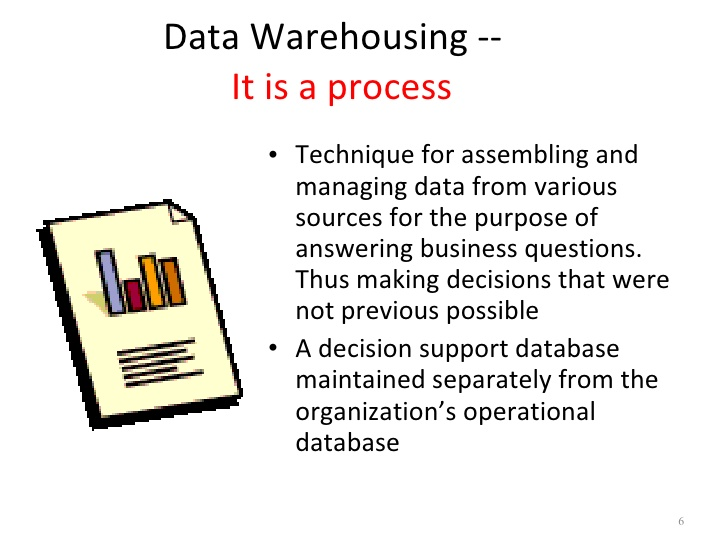 Data Warehousing --
It is a process
• Technique for assembling and
managing data from various
sources for the purpose of
answering business questions.
Thus making decisions that were
not previous possible
• A decision support database
maintained separately from the
organization’s operational
database
6